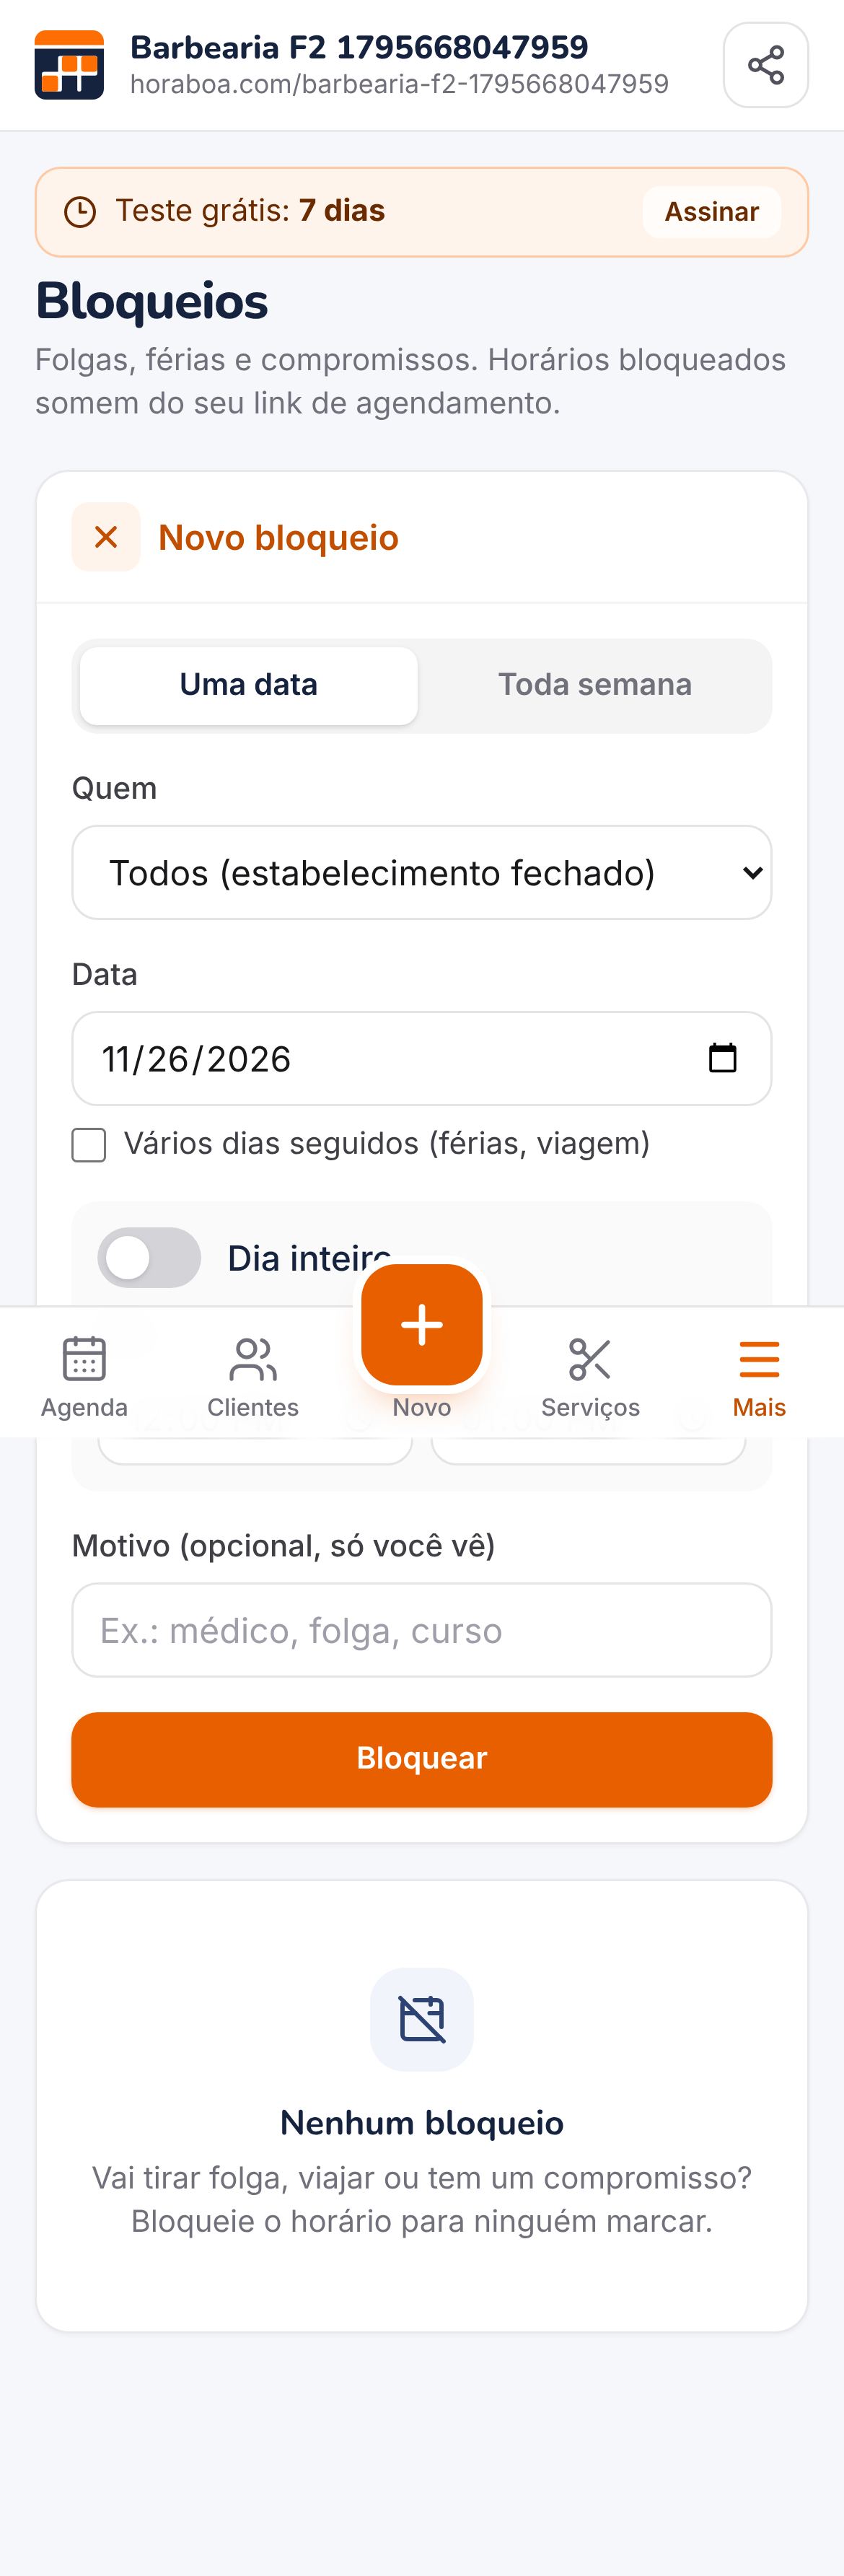 Barbearia F2 1795668047959
horaboa.com/barbearia-f2-1795668047959
Teste grátis: 7 dias
Assinar
Bloqueios
Folgas, férias e compromissos. Horários bloqueados
somem do seu link de agendamento.
Novo bloqueio
Uma data
Toda semana
Quem
Todos (estabelecimento fechado)
Data
11/26/2026
Vários dias seguidos (férias, viagem)
Dia inteiro
Agenda
Clientes
Novo
Serviços
Mais
Motivo (opcional, só você vê)
Ex.: médico, folga, curso
Bloquear
Nenhum bloqueio
Vai tirar folga, viajar ou tem um compromisso?
Bloqueie o horário para ninguém marcar.